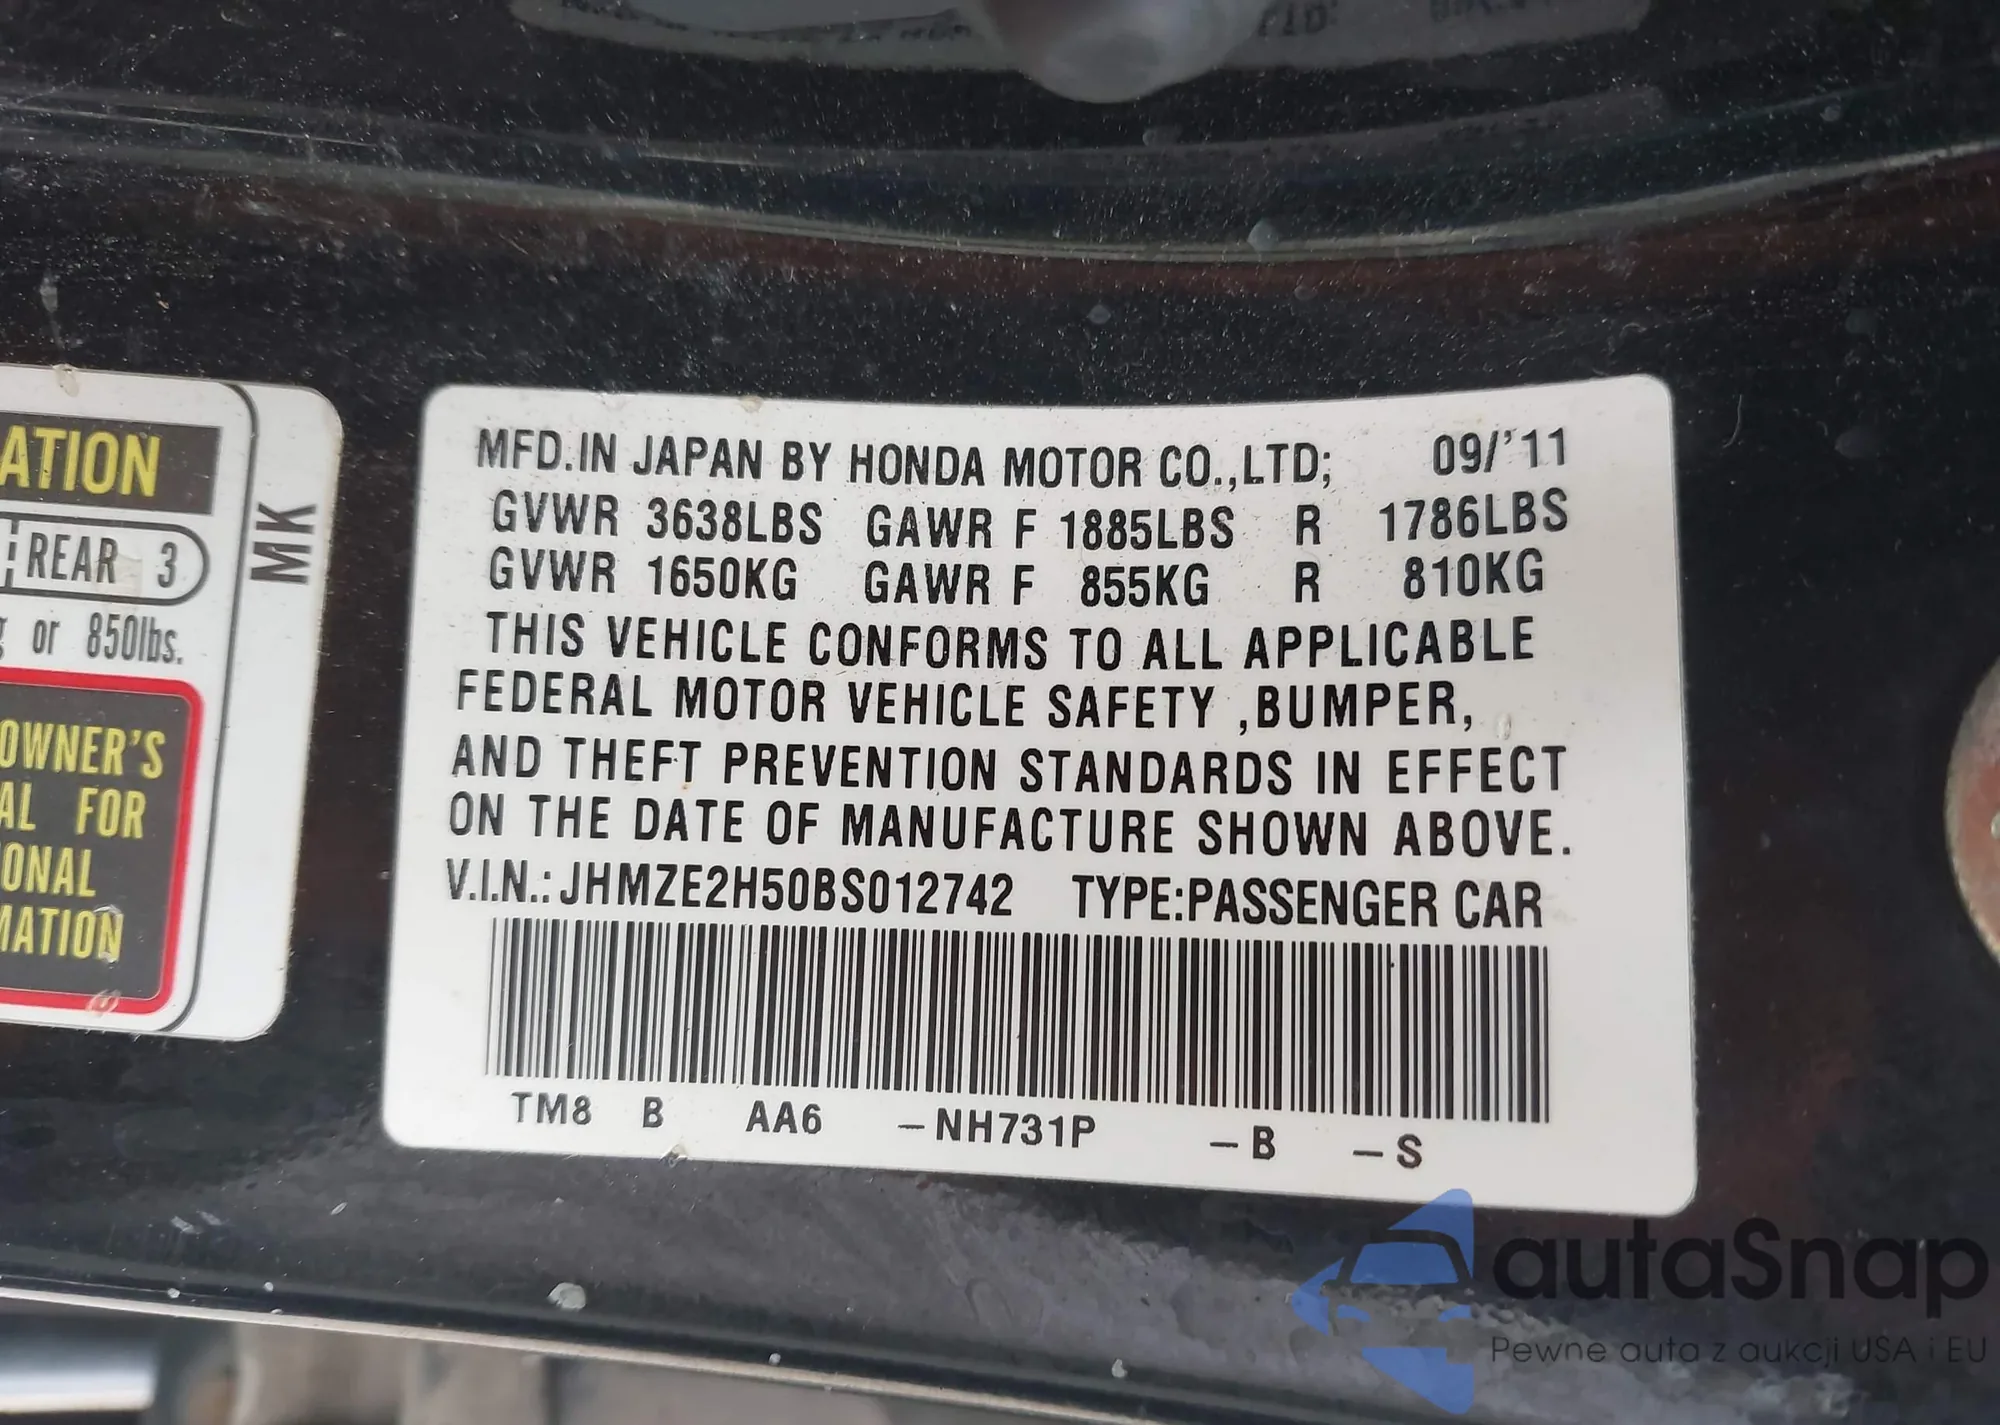 ATION
REAR 3
or 850lbs.
OWNER'S
AL FOR
ONAL
MATION
MK
MFD.IN JAPAN BY HONDA MOTOR CO.,LTD; 09/'11
GVWR 3638LBS GAWR F 1885LBS R 1786LBS
GVWR 1650KG GAWR F 855KG R 810KG
THIS VEHICLE CONFORMS TO ALL APPLICABLE
FEDERAL MOTOR VEHICLE SAFETY ,BUMPER,
AND THEFT PREVENTION STANDARDS IN EFFECT
ON THE DATE OF MANUFACTURE SHOWN ABOVE.
V.I.N.:JHMZE2H50BS012742 TYPE:PASSENGER CAR
TM8 B AA6 -NH731P -B -S
autaSnap
Pewne auta z aukcji USA i EU